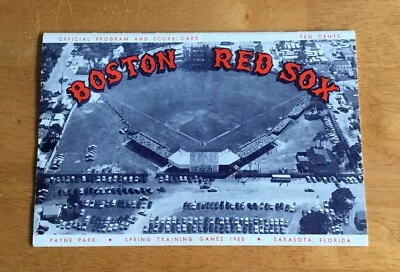 OFFICIAL PROGRAM AND SCORE CARD TEN CENTS
BOSTON RED SOX
PAYNE PARK • SPRING TRAINING GAMES 1955 • SARASOTA, FLORIDA